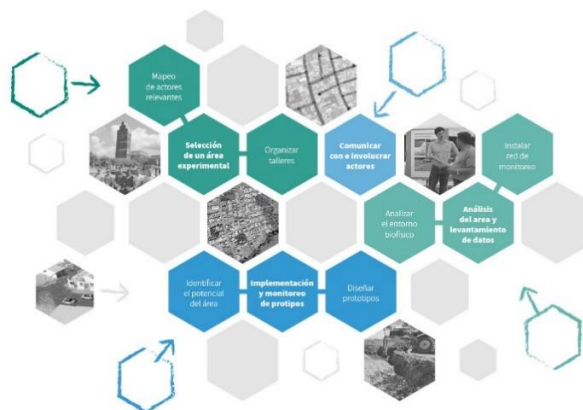 Mapeo
de actores
relevantes
Selección
de un área
experimental
Organizar
talleres
Comunicar
con e involucrar
actores
Instalar
red de
monitoreo
Analizar
el entorno
biofísico
Análisis
del area y
levantamiento
de datos
Identificar
el potencial
del área
Implementación
y monitoreo
de protipos
Diseñar
prototipos